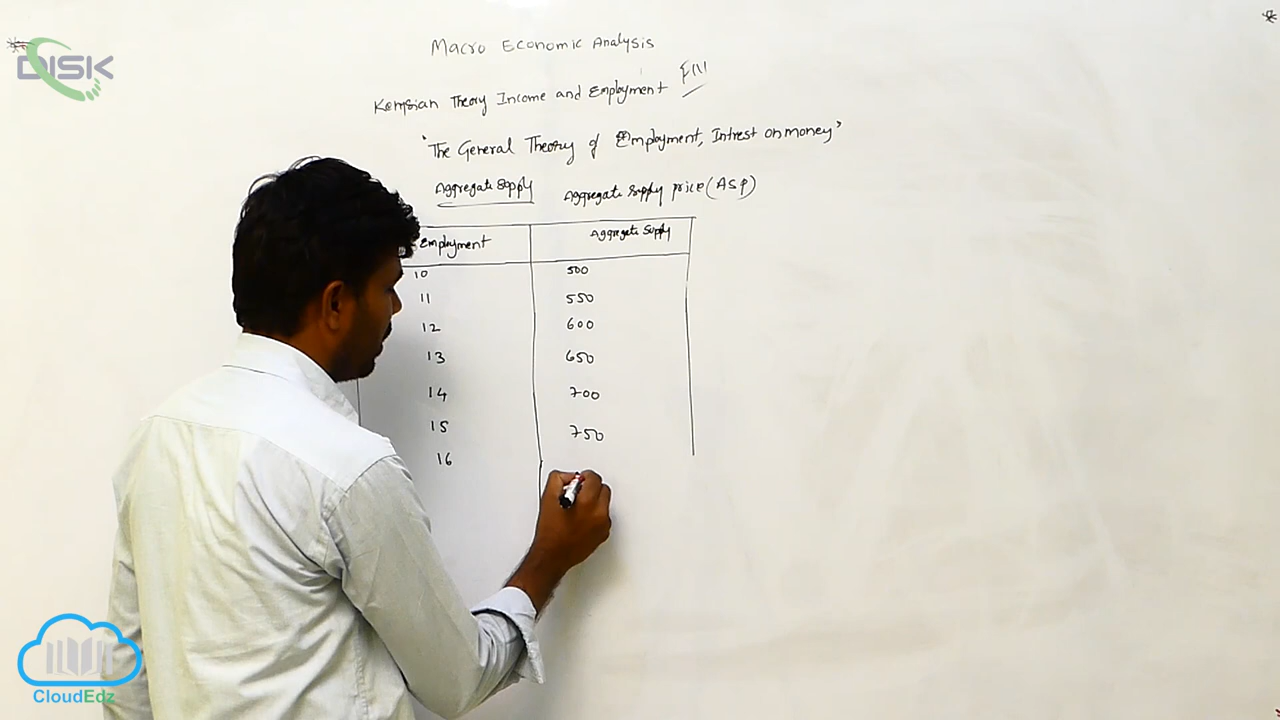 DISK
Macro Economic Analysis
Kenysian Theory Income and Employment
"The General Theory of Employment, Intrest on money"
Aggregate Supply Aggregate Supply price (ASP)
Employment Aggregate Supply
10 500
11 550
12 600
13 650
14 700
15 750
16
CloudEdz